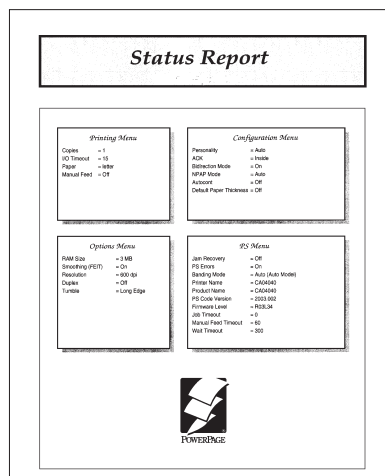 Status Report
Printing Menu
Copies = 1
I/O Timeout = 15
Paper = letter
Manual Feed = Off
Configuration Menu
Personality = Auto
AOK = Inside
Bidirection Mode = On
NPAP Mode = Auto
Autocont = Off
Default Paper Thickness = Off
Options Menu
RAM Size = 3 MB
Smoothing (FEIT) = On
Resolution = 600 dpi
Duplex = Off
Tumble = Long Edge
PS Menu
Jam Recovery = Off
PS Errors = On
Banding Mode = Auto (Auto Model)
Printer Name = CA04040
Product Name = CA04040
PS Code Version = 2003.002
Firmware Level = R03L34
Job Timeout = 0
Manual Feed Timeout = 60
Wait Timeout = 300
POWERPAGE